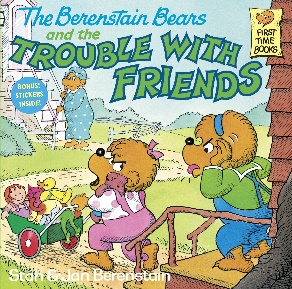 The Berenstain Bears
and the
TROUBLE WITH
FRIENDS
FIRST
TIME
BOOKS
BONUS!
STICKERS
INSIDE!
Stan & Jan Berenstain